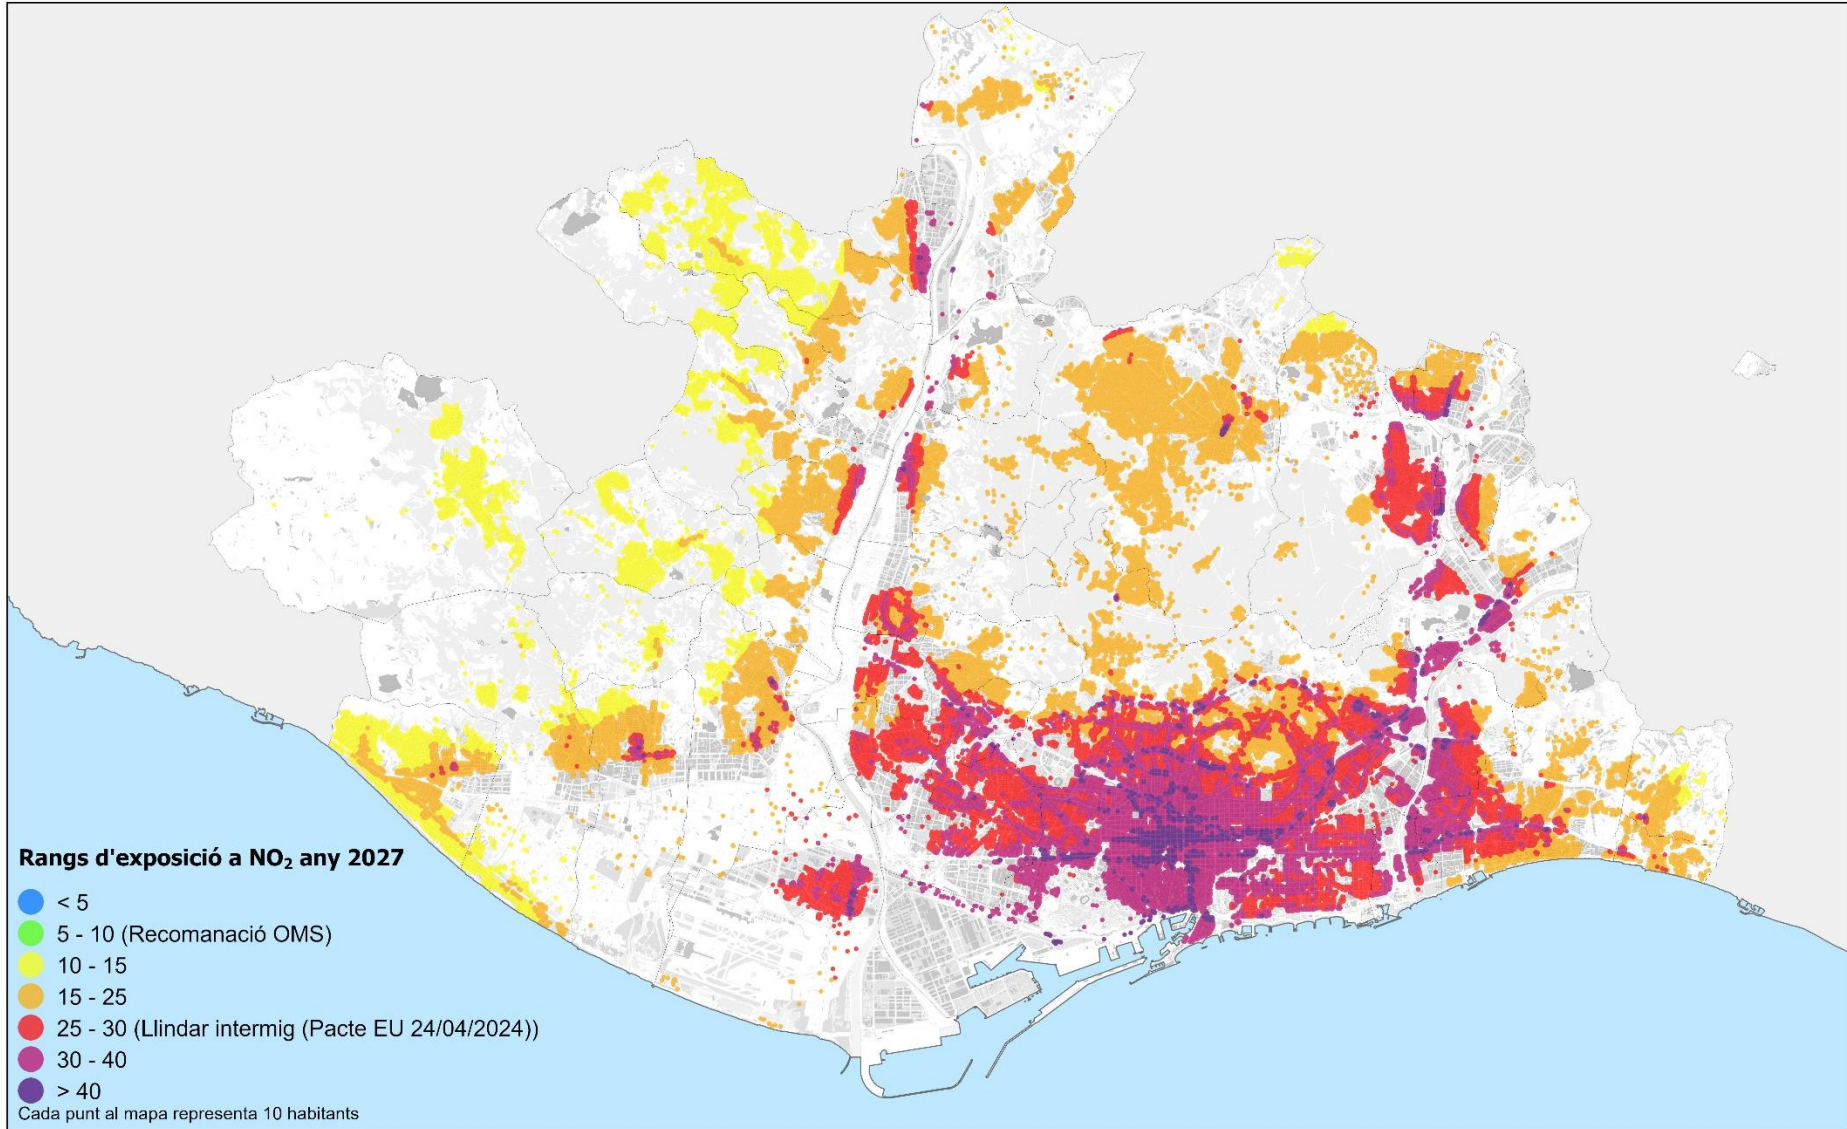 Rangs d'exposició a NO₂ any 2027
< 5
5 - 10 (Recomanació OMS)
10 - 15
15 - 25
25 - 30 (Llindar intermig (Pacte EU 24/04/2024))
30 - 40
> 40
Cada punt al mapa representa 10 habitants